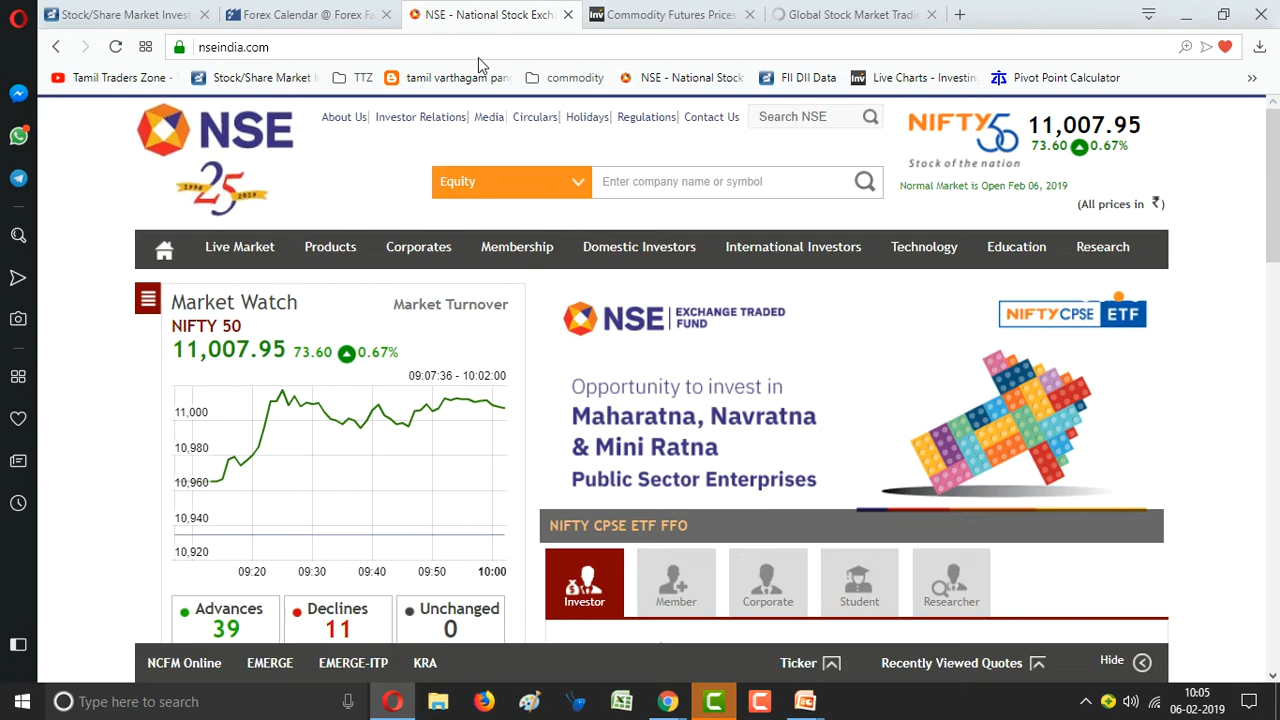 Stock/Share Market Invest
Forex Calendar @ Forex Fa
NSE - National Stock Exch
Commodity Futures Prices
Global Stock Market Tradi
nseindia.com
Tamil Traders Zone -
Stock/Share Market I
TTZ
tamil varthagam pan
commodity
NSE - National Stock
FII DII Data
Live Charts - Investin
Pivot Point Calculator
NSE
1994 25 2019
About Us| Investor Relations| Media| Circulars| Holidays| Regulations| Contact Us
Search NSE
NIFTY 50
Stock of the nation
11,007.95
73.60 0.67%
Normal Market is Open Feb 06, 2019
(All prices in ₹)
Equity
Enter company name or symbol
Live Market Products Corporates Membership Domestic Investors International Investors Technology Education Research
Market Watch
Market Turnover
NIFTY 50
11,007.95 73.60 0.67%
09:07:36 - 10:02:00
11,000
10,980
10,960
10,940
10,920
09:20 09:30 09:40 09:50 10:00
Advances
39
Declines
11
Unchanged
0
NSE EXCHANGE TRADED
FUND
NIFTY CPSE ETF
Opportunity to invest in
Maharatna, Navratna
& Mini Ratna
Public Sector Enterprises
NIFTY CPSE ETF FFO
Investor
Member
Corporate
Student
Researcher
NCFM Online EMERGE EMERGE-ITP KRA
Ticker
Recently Viewed Quotes
Hide
Type here to search
10:05
06-02-2019